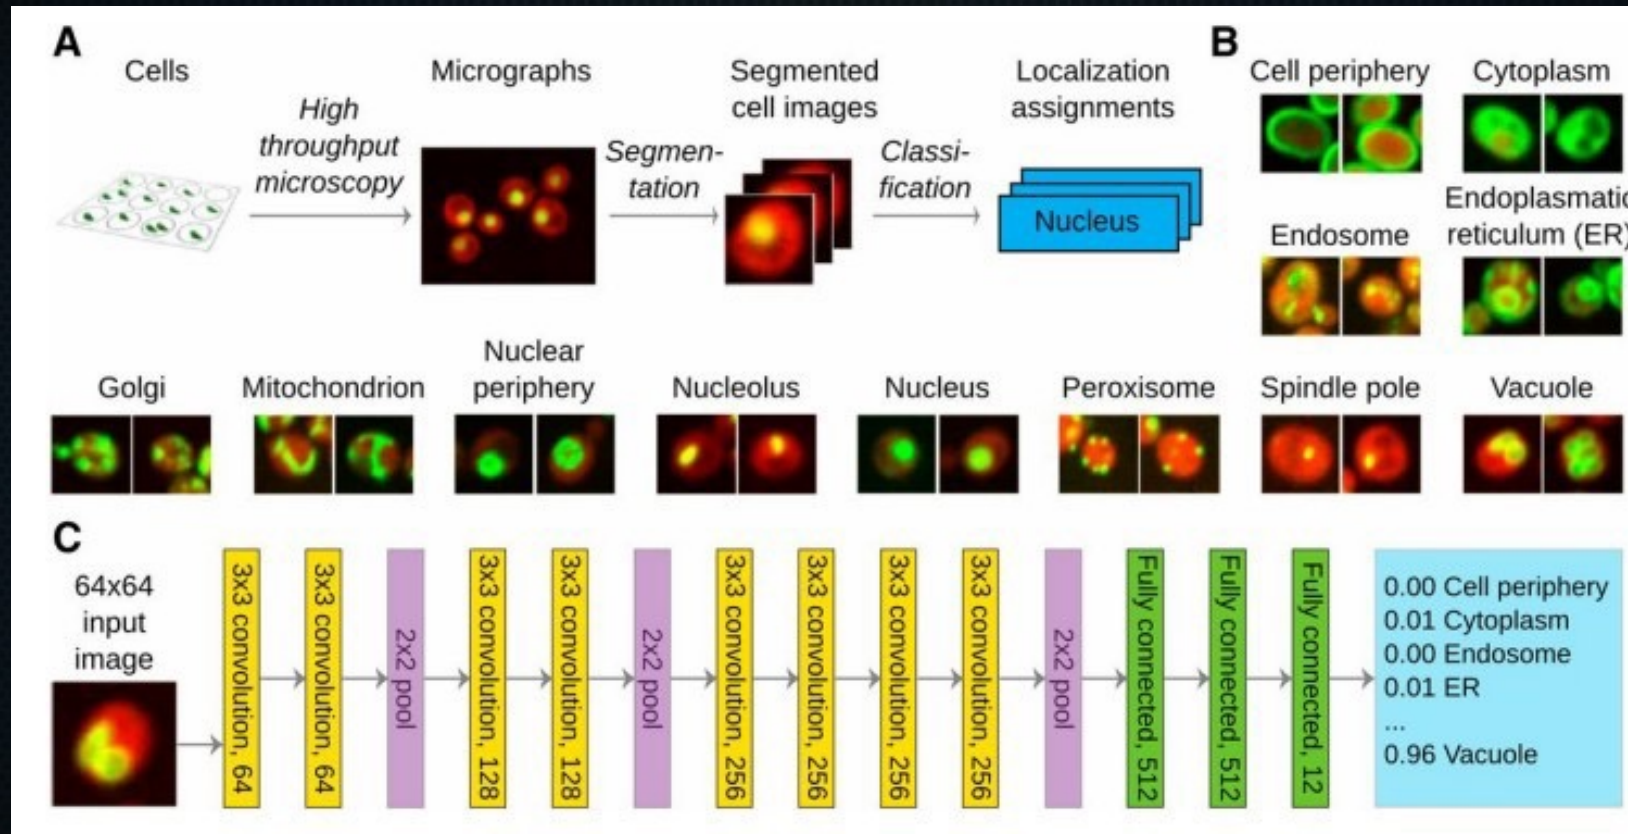 A
Cells
High
throughput
microscopy
Micrographs
Segmen-
tation
Segmented
cell images
Classi-
fication
Localization
assignments
Nucleus
B
Cell periphery
Cytoplasm
Endosome
Endoplasmatic
reticulum (ER)
Golgi
Mitochondrion
Nuclear
periphery
Nucleolus
Nucleus
Peroxisome
Spindle pole
Vacuole
C
64x64
input
image
3x3 convolution, 64
3x3 convolution, 64
2x2 pool
3x3 convolution, 128
3x3 convolution, 128
2x2 pool
3x3 convolution, 256
3x3 convolution, 256
3x3 convolution, 256
3x3 convolution, 256
2x2 pool
Fully connected, 512
Fully connected, 512
Fully connected, 12
0.00 Cell periphery
0.01 Cytoplasm
0.00 Endosome
0.01 ER
...
0.96 Vacuole